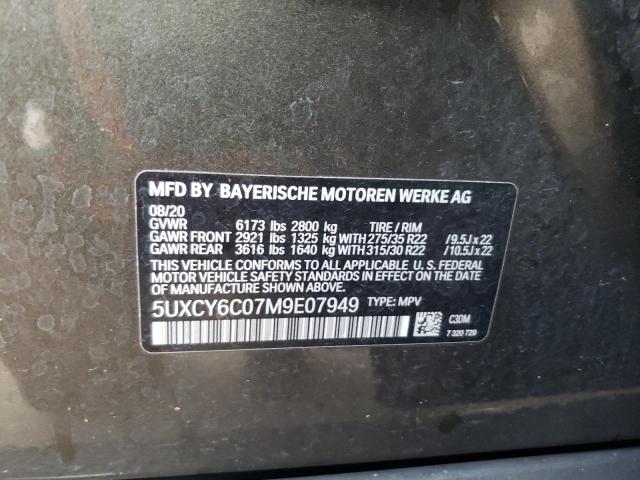 MFD BY BAYERISCHE MOTOREN WERKE AG
08/20
GVWR 6173 lbs 2800 kg TIRE / RIM
GAWR FRONT 2921 lbs 1325 kg WITH 275/35 R22 /9.5J x 22
GAWR REAR 3616 lbs 1640 kg WITH 315/30 R22 /10.5J x 22
THIS VEHICLE CONFORMS TO ALL APPLICABLE U. S. FEDERAL
MOTOR VEHICLE SAFETY STANDARDS IN EFFECT ON THE DATE OF
MANUFACTURE SHOWN ABOVE.
5UXCY6C07M9E07949 TYPE: MPV
C3DM
7 320 729